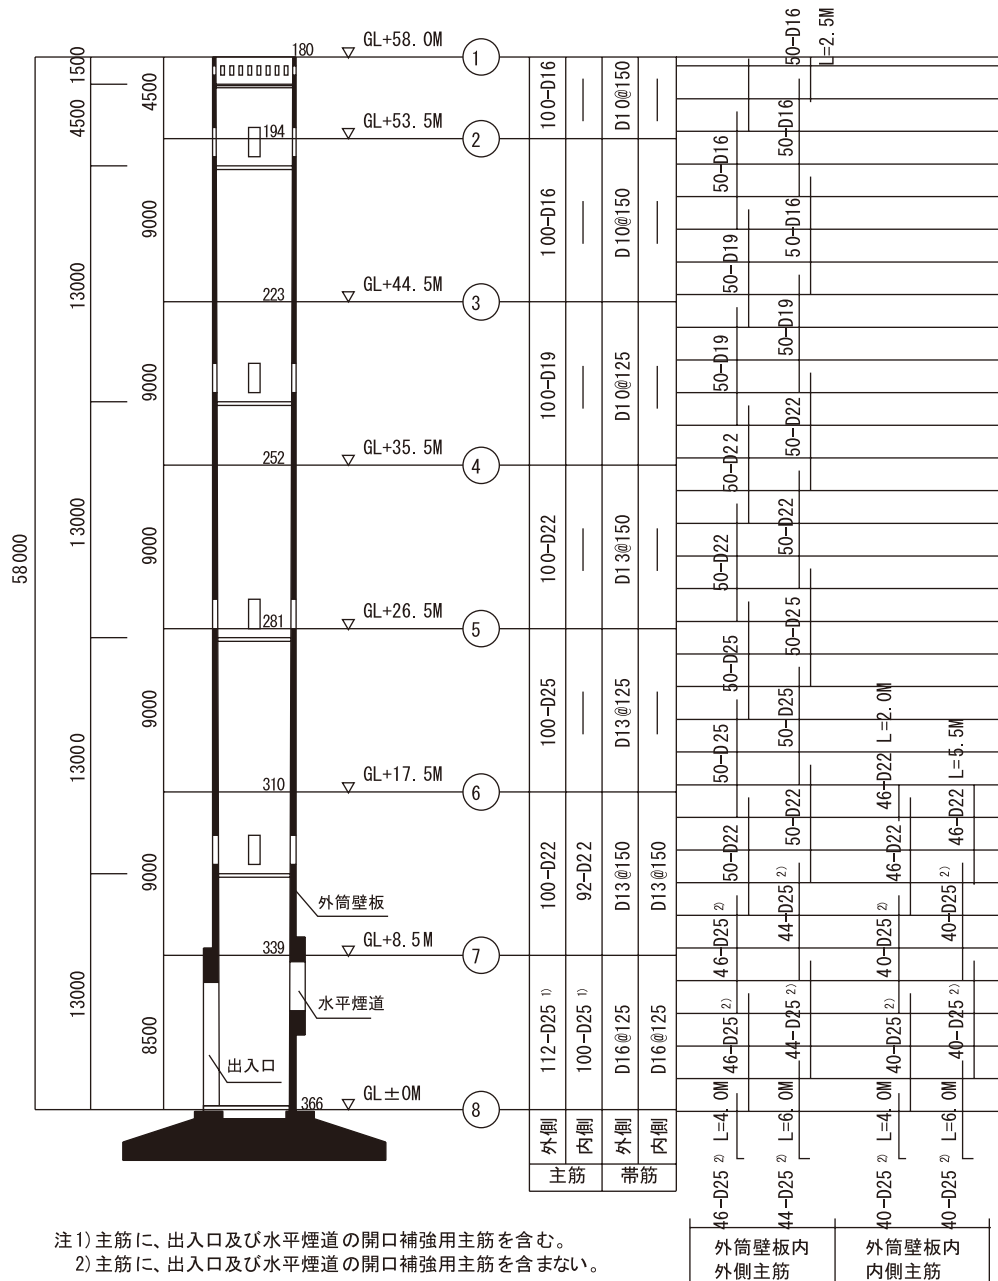 58000
1500
4500
13000
13000
13000
13000
4500
9000
9000
9000
9000
9000
8500
180
194
223
252
281
310
339
366
GL+58.0M
GL+53.5M
GL+44.5M
GL+35.5M
GL+26.5M
GL+17.5M
GL+8.5M
GL±0M
1
2
3
4
5
6
7
8
外筒壁板
水平煙道
出入口
100-D16
100-D16
100-D19
100-D22
100-D25
100-D22
112-D25 1)
外側
92-D22
100-D25 1)
内側
主筋
D10@150
D10@150
D10@125
D13@150
D13@125
D13@150
D16@125
外側
D13@150
D16@125
内側
帯筋
50-D16
50-D19
50-D19
50-D22
50-D22
50-D25
50-D25
50-D22
46-D25 2)
46-D25 2)
46-D25 2) L=4.0M
50-D16
L=2.5M
50-D16
50-D16
50-D19
50-D22
50-D22
50-D25
50-D25
50-D22
44-D25 2)
44-D25 2)
44-D25 2) L=6.0M
外筒壁板内
外側主筋
46-D22 L=2.0M
46-D22
40-D25 2)
40-D25 2)
40-D25 2) L=4.0M
46-D22 L=5.5M
40-D25 2)
40-D25 2)
40-D25 2) L=6.0M
外筒壁板内
内側主筋
注1)主筋に、出入口及び水平煙道の開口補強用主筋を含む。
2)主筋に、出入口及び水平煙道の開口補強用主筋を含まない。